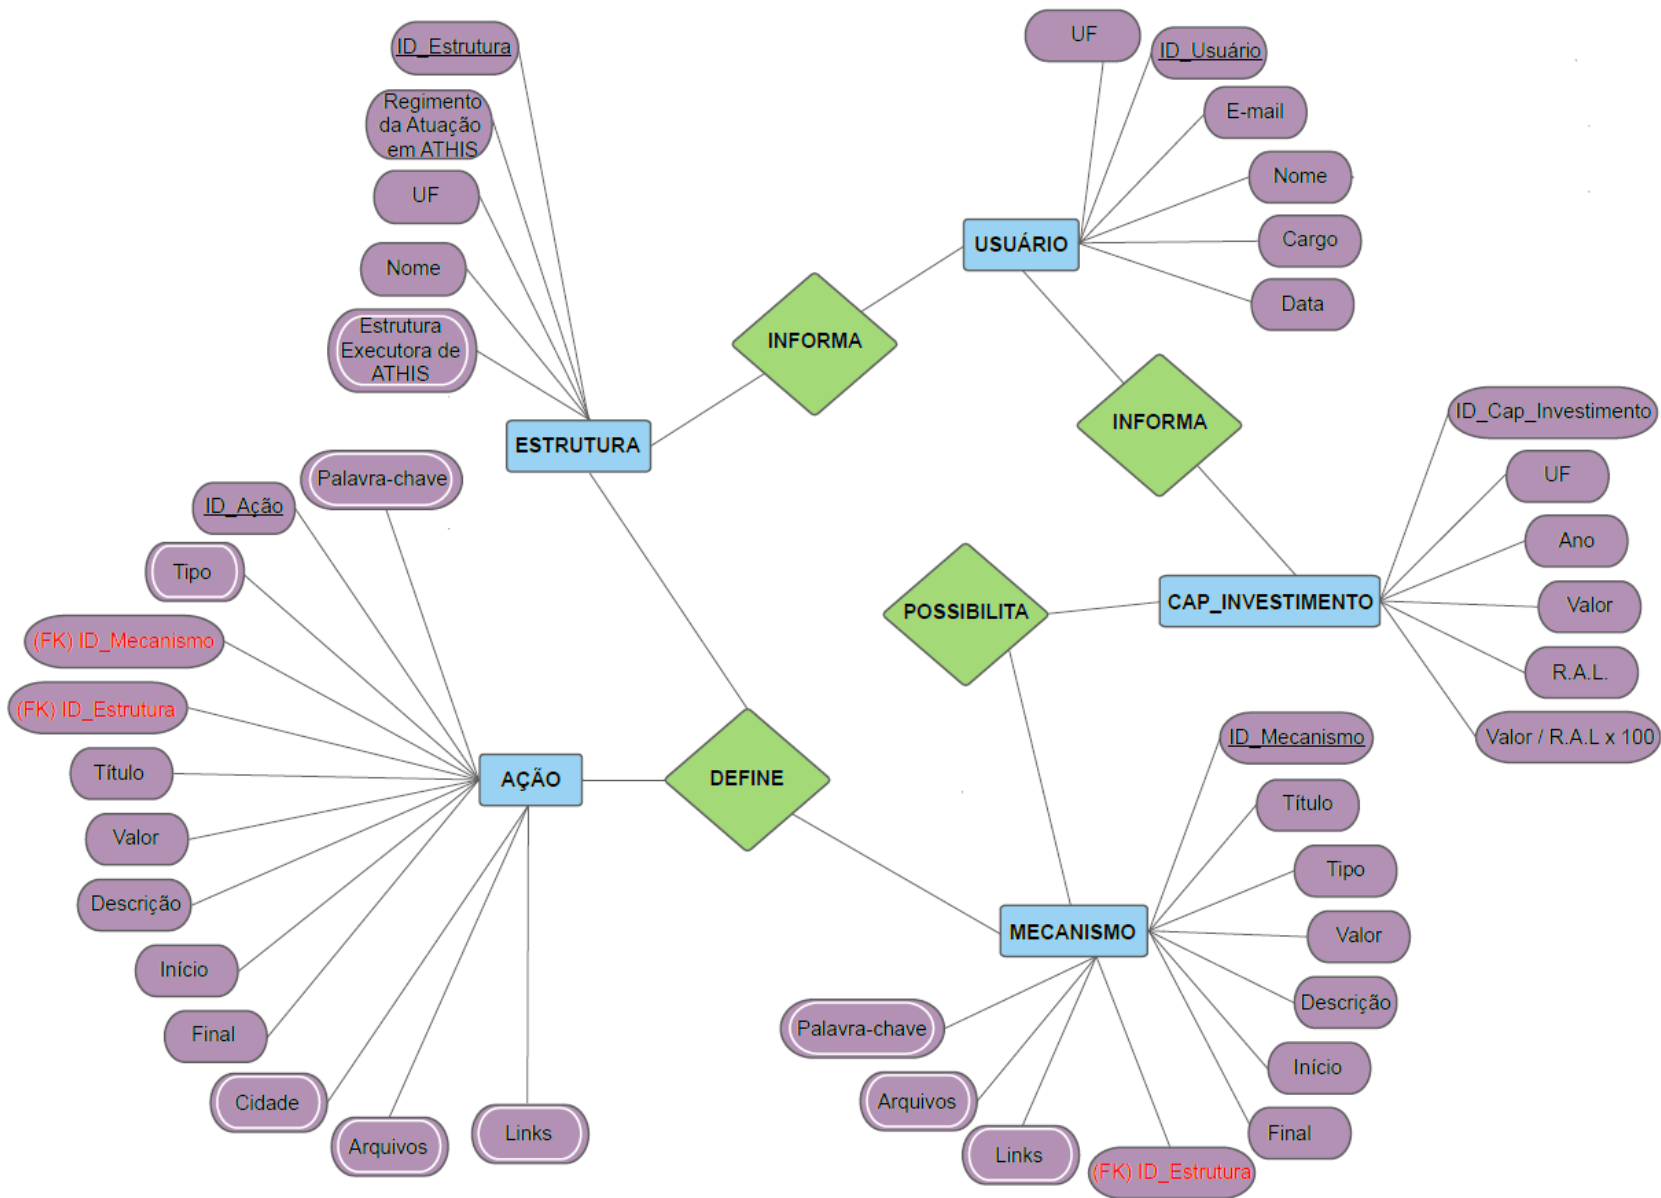 ID_Estrutura
Regimento
da Atuação
em ATHIS
UF
Nome
Estrutura
Executora de
ATHIS
ESTRUTURA
INFORMA
UF
ID_Usuário
E-mail
Nome
Cargo
Data
USUÁRIO
INFORMA
ID_Cap_Investimento
UF
Ano
Valor
R.A.L.
Valor / R.A.L x 100
CAP_INVESTIMENTO
POSSIBILITA
Palavra-chave
ID_Ação
Tipo
(FK) ID_Mecanismo
(FK) ID_Estrutura
Título
Valor
Descrição
Início
Final
Cidade
Arquivos
Links
AÇÃO
DEFINE
ID_Mecanismo
Título
Tipo
Valor
Descrição
Início
Final
MECANISMO
Palavra-chave
Arquivos
Links
(FK) ID_Estrutura